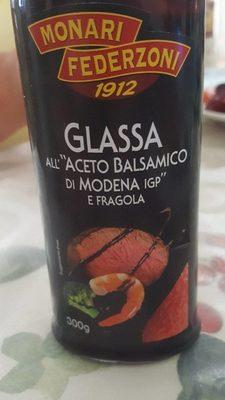 MONARI
FEDERZONI
1912
GLASSA
ALL'"ACETO BALSAMICO
DI MODENA IGP"
E FRAGOLA
300g